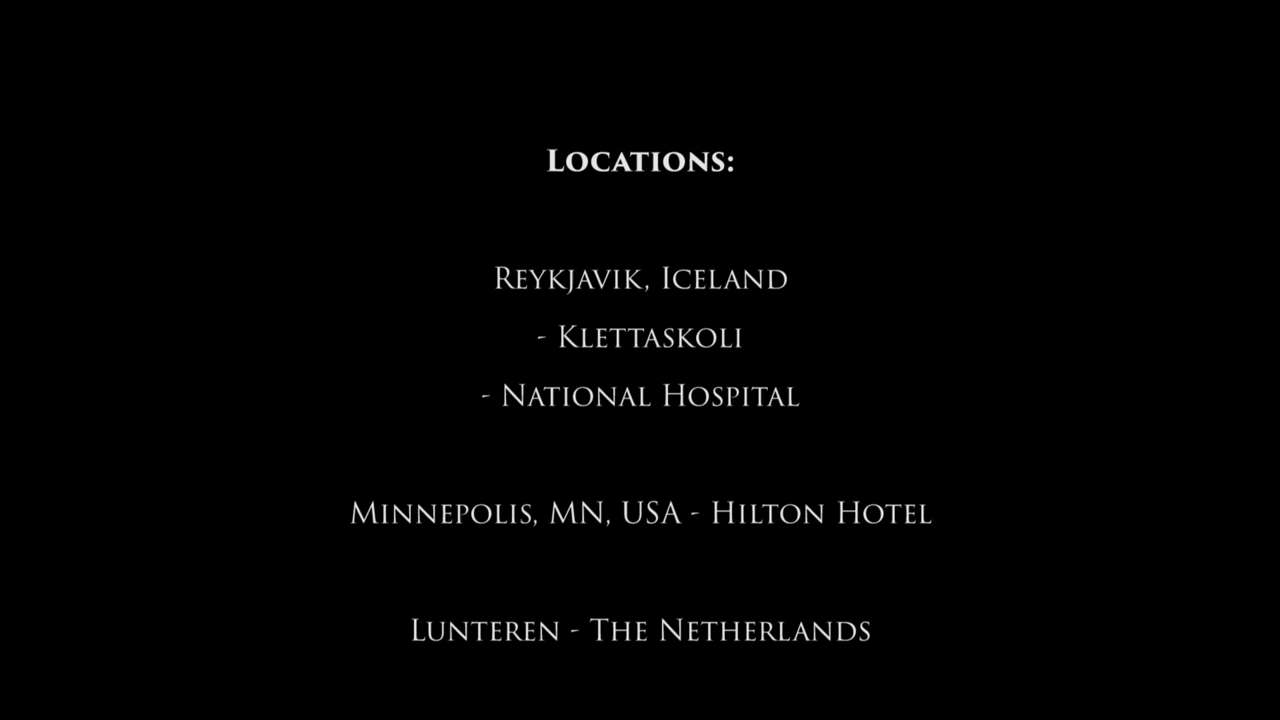 Locations:
Reykjavik, Iceland
- Klettaskoli
- National Hospital
Minnepolis, MN, USA - Hilton Hotel
Lunteren - The Netherlands